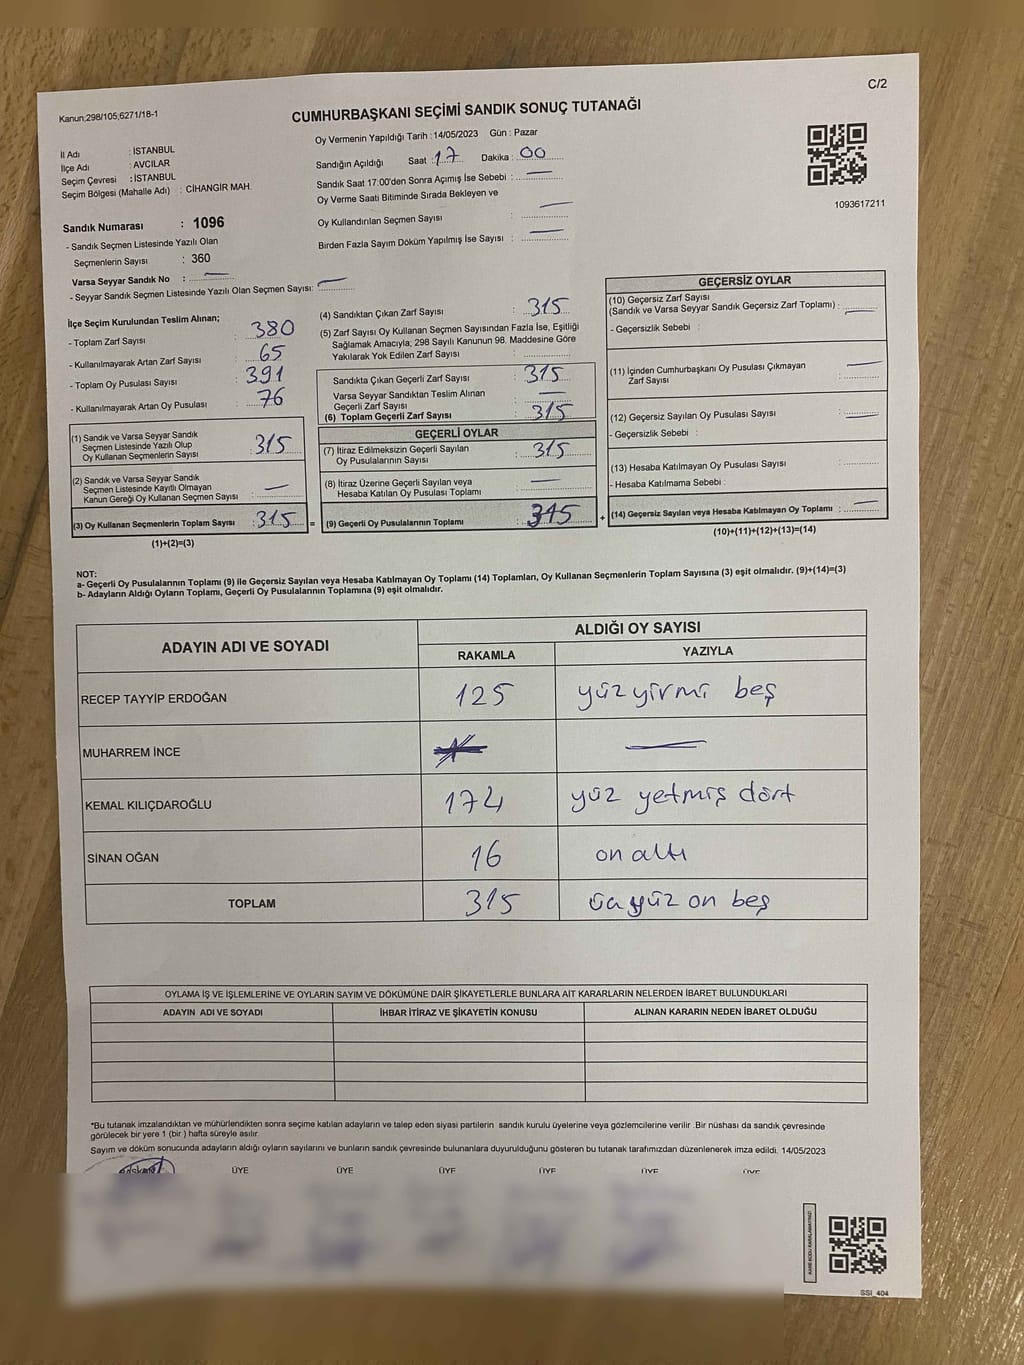 C/2
Kanun;298/105;6271/18-1
CUMHURBAŞKANI SEÇİMİ SANDIK SONUÇ TUTANAĞI
Oy Vermenin Yapıldığı Tarih : 14/05/2023 Gün : Pazar
İl Adı : İSTANBUL
İlçe Adı : AVCILAR
Seçim Çevresi : İSTANBUL
Seçim Bölgesi (Mahalle Adı) : CİHANGİR MAH.
Sandığın Açıldığı Saat : 17 Dakika : 00
Sandık Saat 17:00'den Sonra Açımış İse Sebebi : —
Oy Verme Saati Bitiminde Sırada Bekleyen ve
Oy Kullandırılan Seçmen Sayısı : —
Birden Fazla Sayım Döküm Yapılmış İse Sayısı : —
1093617211
Sandık Numarası : 1096
- Sandık Seçmen Listesinde Yazılı Olan
Seçmenlerin Sayısı : 360
Varsa Seyyar Sandık No : —
- Seyyar Sandık Seçmen Listesinde Yazılı Olan Seçmen Sayısı: —
İlçe Seçim Kurulundan Teslim Alınan;
- Toplam Zarf Sayısı : 380
- Kullanılmayarak Artan Zarf Sayısı : 65
- Toplam Oy Pusulası Sayısı : 391
- Kullanılmayarak Artan Oy Pusulası : 76
(1) Sandık ve Varsa Seyyar Sandık
Seçmen Listesinde Yazılı Olup
Oy Kullanan Seçmenlerin Sayısı : 315
(2) Sandık ve Varsa Seyyar Sandık
Seçmen Listesinde Kayıtlı Olmayan
Kanun Gereği Oy Kullanan Seçmen Sayısı : —
(3) Oy Kullanan Seçmenlerin Toplam Sayısı : 315 =
(1)+(2)=(3)
(4) Sandıktan Çıkan Zarf Sayısı : 315
(5) Zarf Sayısı Oy Kullanan Seçmen Sayısından Fazla İse, Eşitliği
Sağlamak Amacıyla; 298 Sayılı Kanunun 98. Maddesine Göre
Yakılarak Yok Edilen Zarf Sayısı :
Sandıkta Çıkan Geçerli Zarf Sayısı : 315
Varsa Seyyar Sandıktan Teslim Alınan
Geçerli Zarf Sayısı : —
(6) Toplam Geçerli Zarf Sayısı : 315
GEÇERLİ OYLAR
(7) İtiraz Edilmeksizin Geçerli Sayılan
Oy Pusulalarının Sayısı : 315
(8) İtiraz Üzerine Geçerli Sayılan veya
Hesaba Katılan Oy Pusulası Toplamı : —
(9) Geçerli Oy Pusulalarının Toplamı : 315 +
GEÇERSİZ OYLAR
(10) Geçersiz Zarf Sayısı
(Sandık ve Varsa Seyyar Sandık Geçersiz Zarf Toplamı) : —
- Geçersizlik Sebebi :
(11) İçinden Cumhurbaşkanı Oy Pusulası Çıkmayan
Zarf Sayısı : —
(12) Geçersiz Sayılan Oy Pusulası Sayısı : —
- Geçersizlik Sebebi :
(13) Hesaba Katılmayan Oy Pusulası Sayısı :
- Hesaba Katılmama Sebebi :
(14) Geçersiz Sayılan veya Hesaba Katılmayan Oy Toplamı : —
(10)+(11)+(12)+(13)=(14)
NOT:
a- Geçerli Oy Pusulalarının Toplamı (9) ile Geçersiz Sayılan veya Hesaba Katılmayan Oy Toplamı (14) Toplamları, Oy Kullanan Seçmenlerin Toplam Sayısına (3) eşit olmalıdır. (9)+(14)=(3)
b- Adayların Aldığı Oyların Toplamı, Geçerli Oy Pusulalarının Toplamına (9) eşit olmalıdır.
ADAYIN ADI VE SOYADI
ALDIĞI OY SAYISI
RAKAMLA YAZIYLA
RECEP TAYYİP ERDOĞAN 125 yüz yirmi beş
MUHARREM İNCE —
KEMAL KILIÇDAROĞLU 174 yüz yetmiş dört
SİNAN OĞAN 16 on altı
TOPLAM 315 üç yüz on beş
OYLAMA İŞ VE İŞLEMLERİNE VE OYLARIN SAYIM VE DÖKÜMÜNE DAİR ŞİKAYETLERLE BUNLARA AİT KARARLARIN NELERDEN İBARET BULUNDUKLARI
ADAYIN ADI VE SOYADI İHBAR İTİRAZ VE ŞİKAYETİN KONUSU ALINAN KARARIN NEDEN İBARET OLDUĞU
*Bu tutanak imzalandıktan ve mühürlendikten sonra seçime katılan adayların ve talep eden siyasi partilerin sandık kurulu üyelerine veya gözlemcilerine verilir .Bir nüshası da sandık çevresinde
görülecek bir yere 1 (bir ) hafta süreyle asılır.
Sayım ve döküm sonucunda adayların aldığı oyların sayılarını ve bunların sandık çevresinde bulunanlara duyurulduğunu gösteren bu tutanak tarafımızdan düzenlenerek imza edildi. 14/05/2023
Başkan ÜYE ÜYE ÜYE ÜYE ÜYE ÜYE
SSI_404